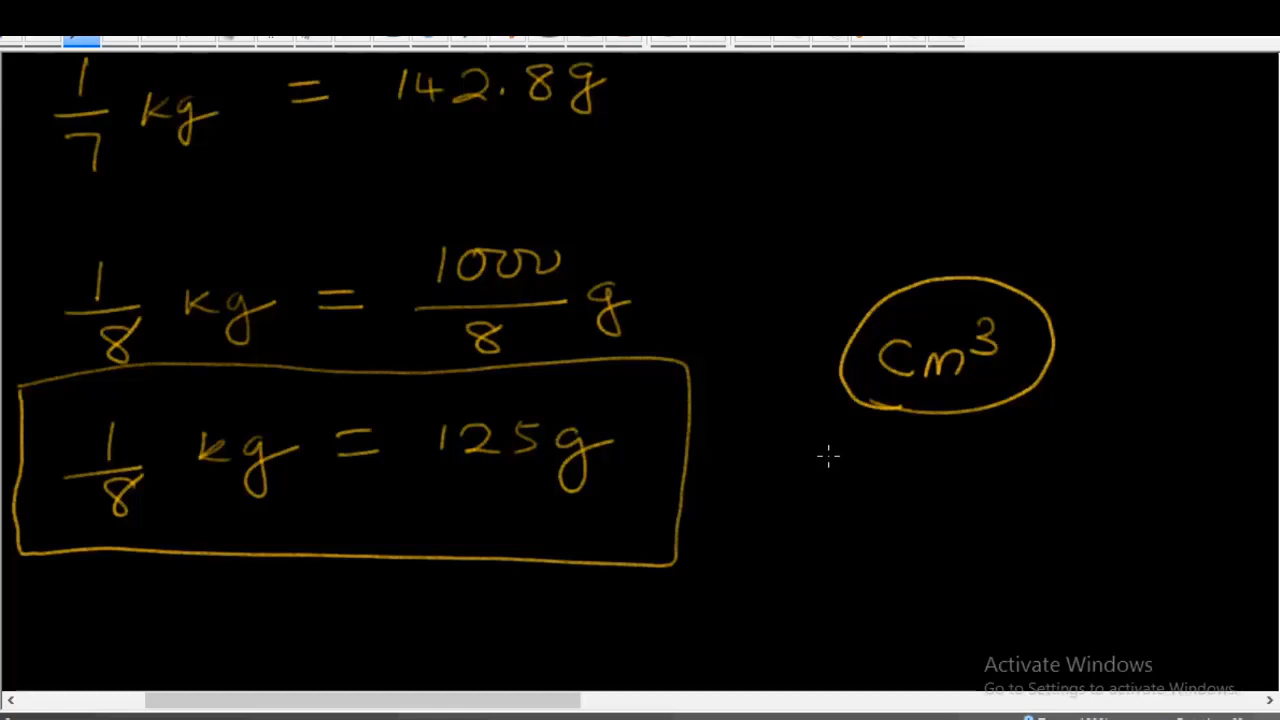 1/7 kg = 142.8g
1/8 kg = 1000/8 g
cm³
1/8 kg = 125g
Activate Windows
Go to Settings to activate Windows.